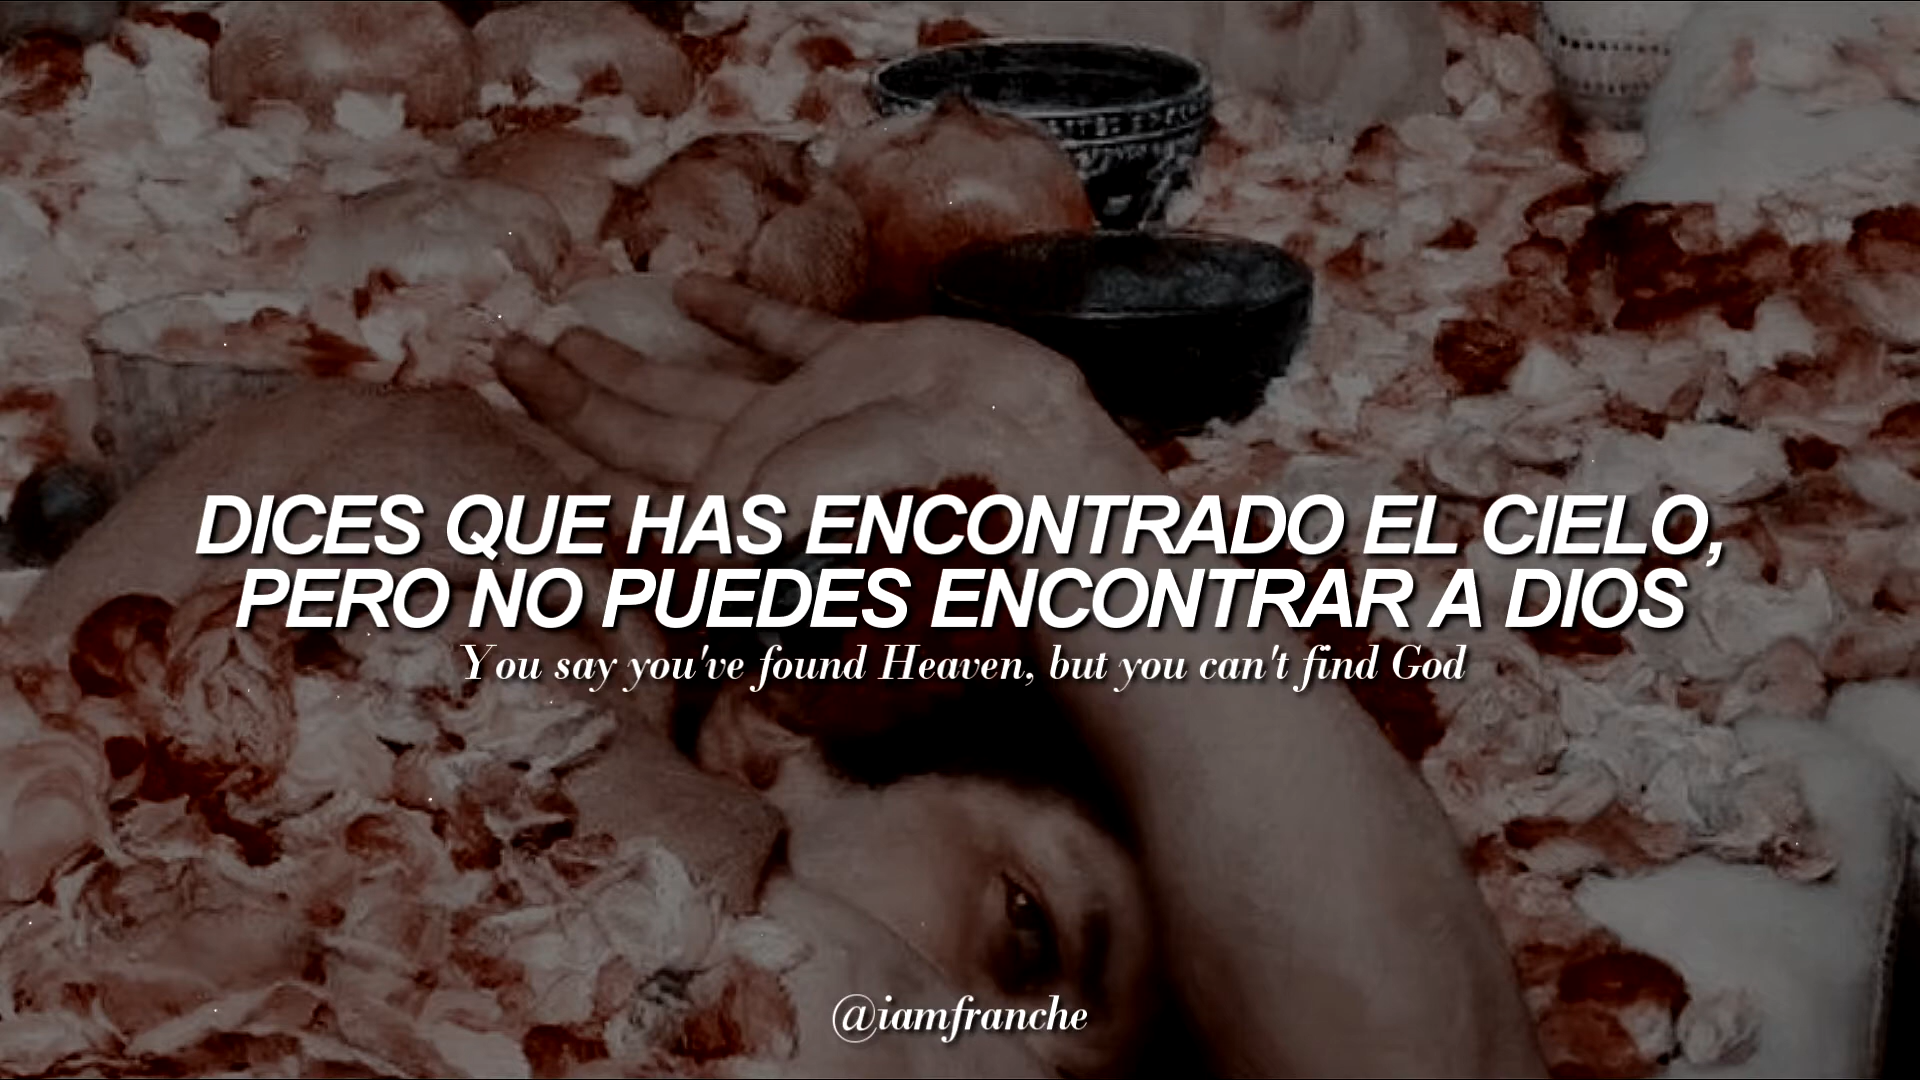 DICES QUE HAS ENCONTRADO EL CIELO,
PERO NO PUEDES ENCONTRAR A DIOS
You say you've found Heaven, but you can't find God
@iamfranche